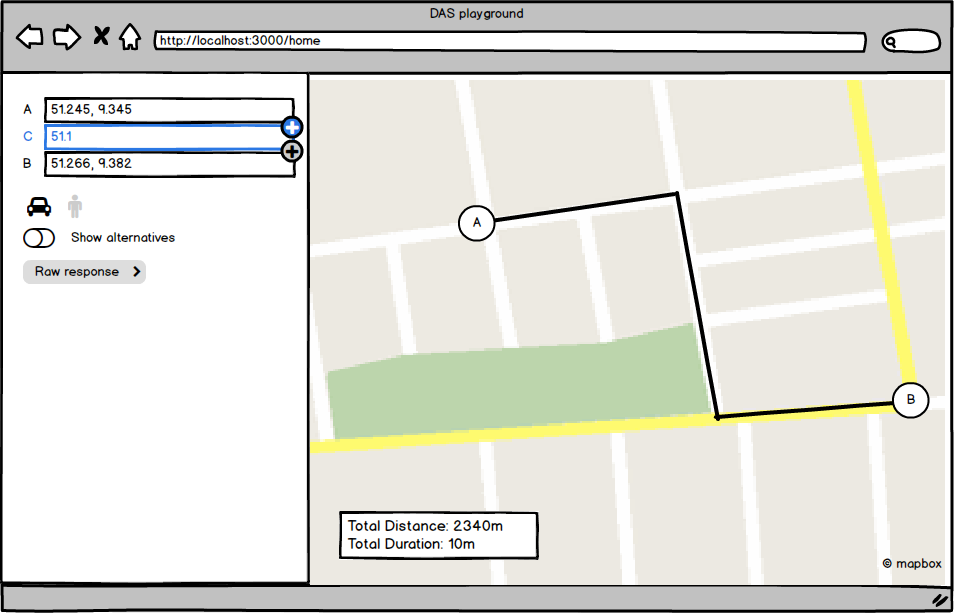 DAS playground
http://localhost:3000/home
A 51.245, 9.345
C 51.1
B 51.266, 9.382
Show alternatives
Raw response
A
B
Total Distance: 2340m
Total Duration: 10m
© mapbox